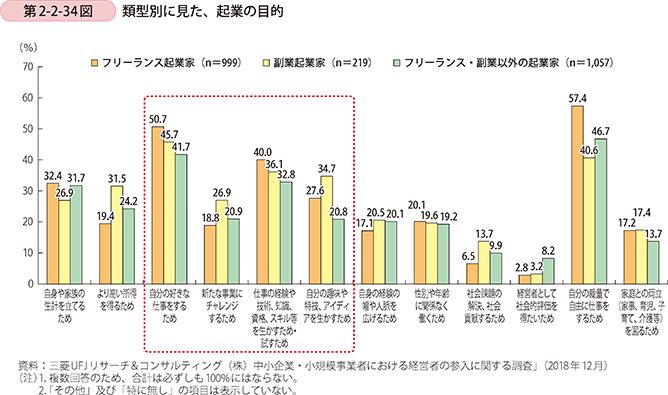 第2-2-34図 類型別に見た、起業の目的
(%)
フリーランス起業家（n=999） 副業起業家（n=219） フリーランス・副業以外の起業家（n=1,057）
70
60
50
40
30
20
10
0
32.4 26.9 31.7
19.4 31.5 24.2
50.7 45.7 41.7
18.8 26.9 20.9
40.0 36.1 32.8
27.6 34.7 20.8
17.1 20.5 20.1
20.1 19.6 19.2
6.5 13.7 9.9
2.8 3.2 8.2
57.4 40.6 46.7
17.2 17.4 13.7
自身や家族の
生計を立てる
ため
より高い所得
を得るため
自分の好きな
仕事をする
ため
新たな事業に
チャレンジ
するため
仕事の経験や
技術、知識、
資格、スキル等
を生かすため・
試すため
自分の趣味や
特技、アイディ
アを生かすため
自身の経験の
幅や人脈を
広げるため
性別や年齢
に関係なく
働くため
社会課題の
解決、社会
貢献するため
経営者として
社会的評価を
得たいため
自分の裁量で
自由に仕事を
するため
家庭との両立
（家事、育児、子
育て、介護等）
を図るため
資料：三菱UFJリサーチ＆コンサルティング（株）中小企業・小規模事業者における経営者の参入に関する調査」（2018年12月）
（注）1. 複数回答のため、合計は必ずしも100％にはならない。
2.「その他」及び「特に無し」の項目は表示していない。